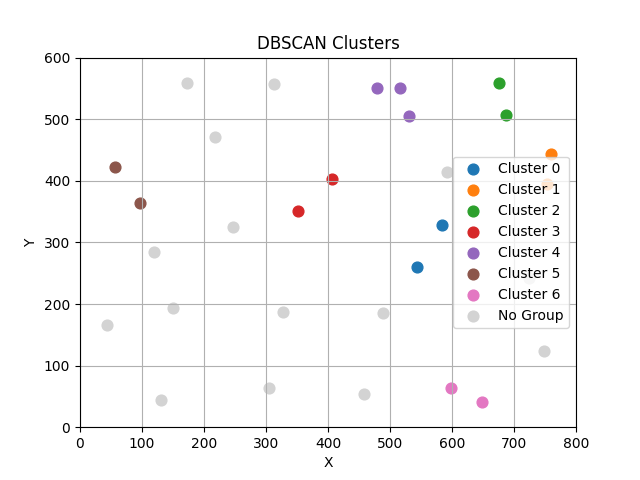 DBSCAN Clusters
600
500
400
300
200
100
0
Y
Cluster 0
Cluster 1
Cluster 2
Cluster 3
Cluster 4
Cluster 5
Cluster 6
No Group
0 100 200 300 400 500 600 700 800
X